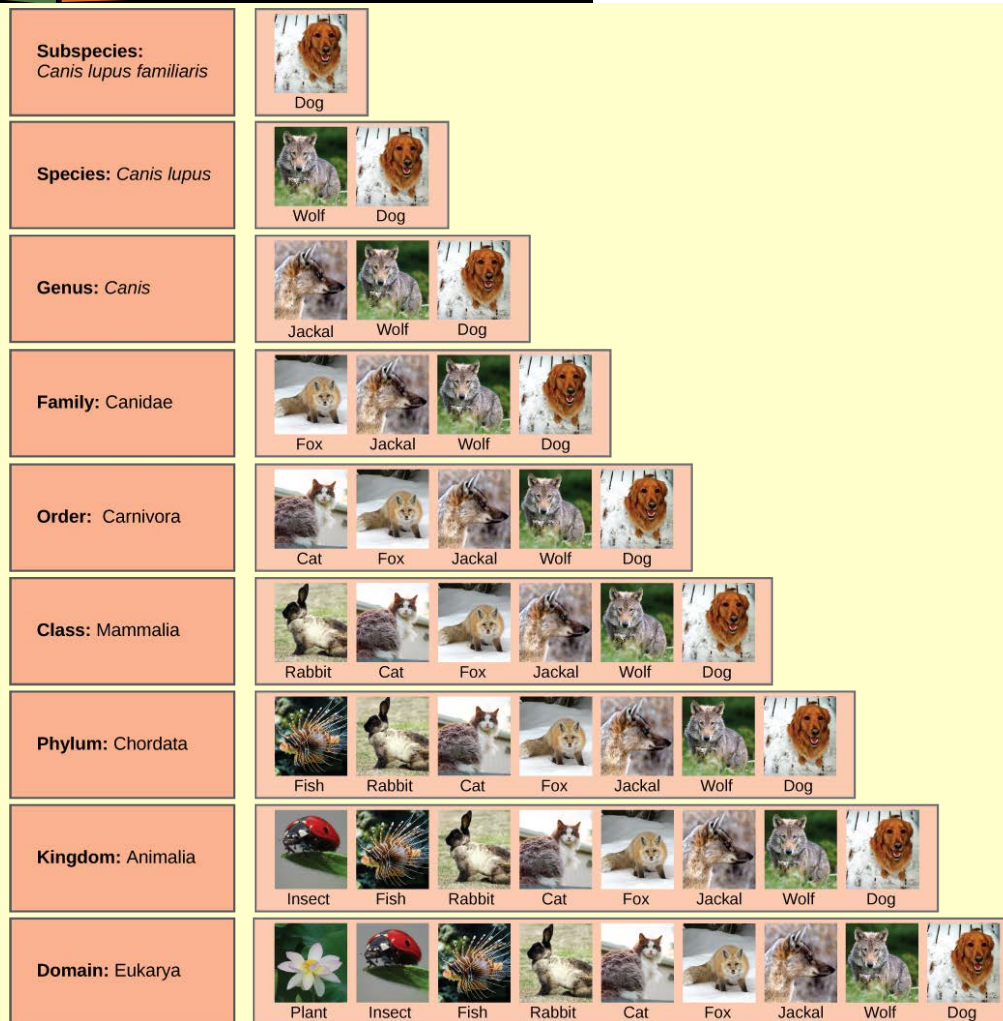 Subspecies:
Canis lupus familiaris
Dog
Species: Canis lupus
Wolf Dog
Genus: Canis
Jackal Wolf Dog
Family: Canidae
Fox Jackal Wolf Dog
Order: Carnivora
Cat Fox Jackal Wolf Dog
Class: Mammalia
Rabbit Cat Fox Jackal Wolf Dog
Phylum: Chordata
Fish Rabbit Cat Fox Jackal Wolf Dog
Kingdom: Animalia
Insect Fish Rabbit Cat Fox Jackal Wolf Dog
Domain: Eukarya
Plant Insect Fish Rabbit Cat Fox Jackal Wolf Dog